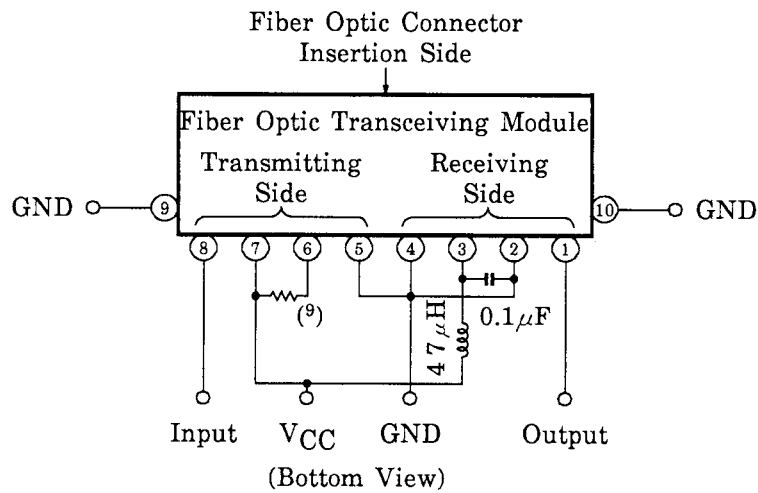 Fiber Optic Connector
Insertion Side
Fiber Optic Transceiving Module
Transmitting
Side
Receiving
Side
GND
9
10
GND
8
7
6
5
4
3
2
1
(9)
47μH
0.1μF
Input
VCC
GND
Output
(Bottom View)